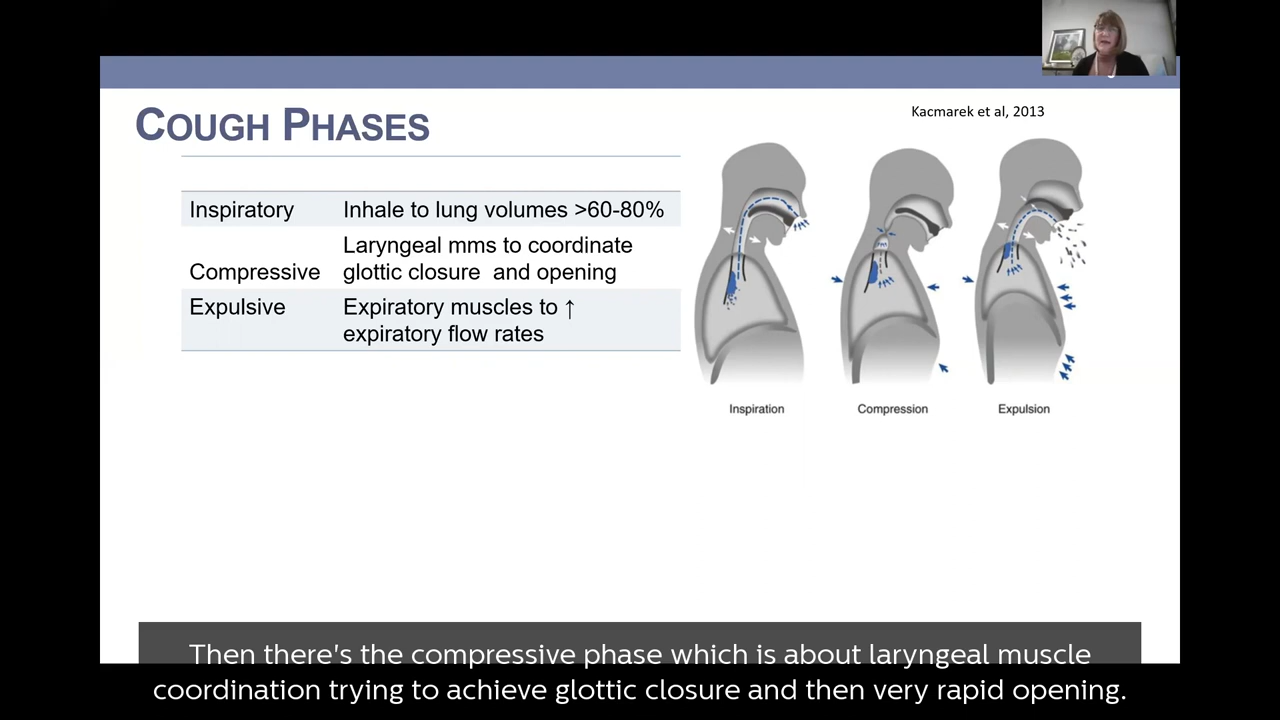 COUGH PHASES
Kacmarek et al, 2013
Inspiratory Inhale to lung volumes >60-80%
Laryngeal mms to coordinate
Compressive glottic closure and opening
Expulsive Expiratory muscles to ↑
expiratory flow rates
Inspiration Compression Expulsion
Then there's the compressive phase which is about laryngeal muscle
coordination trying to achieve glottic closure and then very rapid opening.